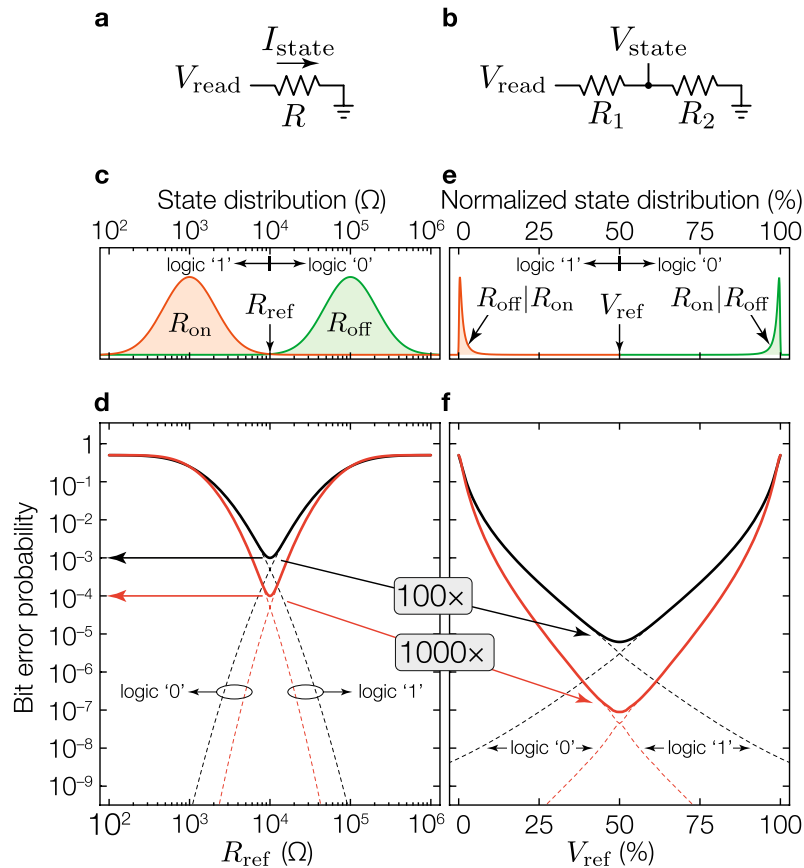 a
I_state
V_read
R
b
V_state
V_read
R_1
R_2
c
State distribution (Ω)
10^2 10^3 10^4 10^5 10^6
logic ‘1’ logic ‘0’
R_on
R_ref
R_off
e
Normalized state distribution (%)
0 25 50 75 100
logic ‘1’ logic ‘0’
R_off|R_on
V_ref
R_on|R_off
d
Bit error probability
1
10^−1
10^−2
10^−3
10^−4
10^−5
10^−6
10^−7
10^−8
10^−9
logic ‘0’ logic ‘1’
10^2 10^3 10^4 10^5 10^6
R_ref (Ω)
100×
1000×
f
logic ‘0’ logic ‘1’
0 25 50 75 100
V_ref (%)